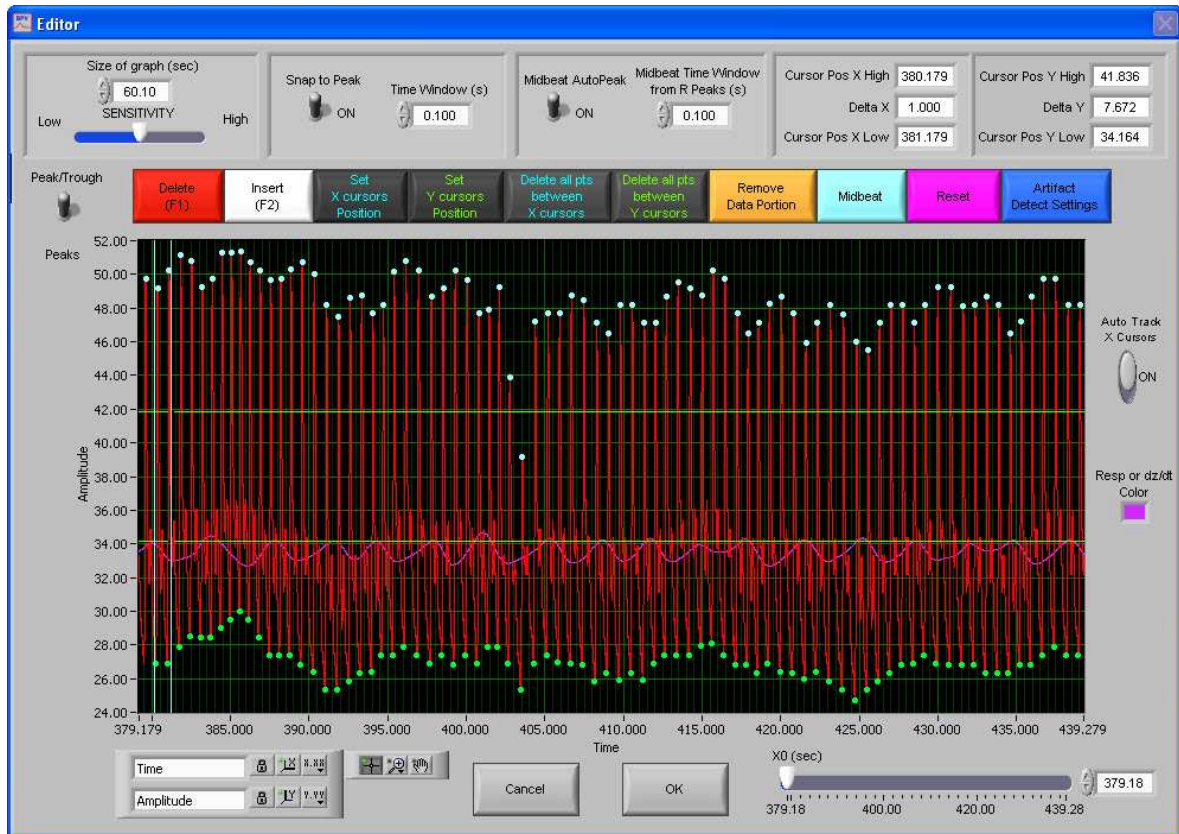 Editor
Size of graph (sec)
60.10
SENSITIVITY
Low
High
Snap to Peak
ON
Time Window (s)
0.100
Midbeat AutoPeak
ON
Midbeat Time Window
from R Peaks (s)
0.100
Cursor Pos X High 380.179
Delta X 1.000
Cursor Pos X Low 381.179
Cursor Pos Y High 41.836
Delta Y 7.672
Cursor Pos Y Low 34.164
Peak/Trough
Delete
(F1)
Insert
(F2)
Set
X cursors
Position
Set
Y cursors
Position
Delete all pts
between
X cursors
Delete all pts
between
Y cursors
Remove
Data Portion
Midbeat
Reset
Artifact
Detect Settings
Peaks
52.00
50.00
48.00
46.00
44.00
42.00
40.00
38.00
36.00
34.00
32.00
30.00
28.00
26.00
24.00
Amplitude
379.179
385.000
390.000
395.000
400.000
405.000
410.000
415.000
420.000
425.000
430.000
435.000
439.279
Time
Auto Track
X Cursors
ON
Resp or dz/dt
Color
Time
X.XX
Amplitude
Y.YY
Cancel
OK
X0 (sec)
379.18
400.00
420.00
439.28
379.18